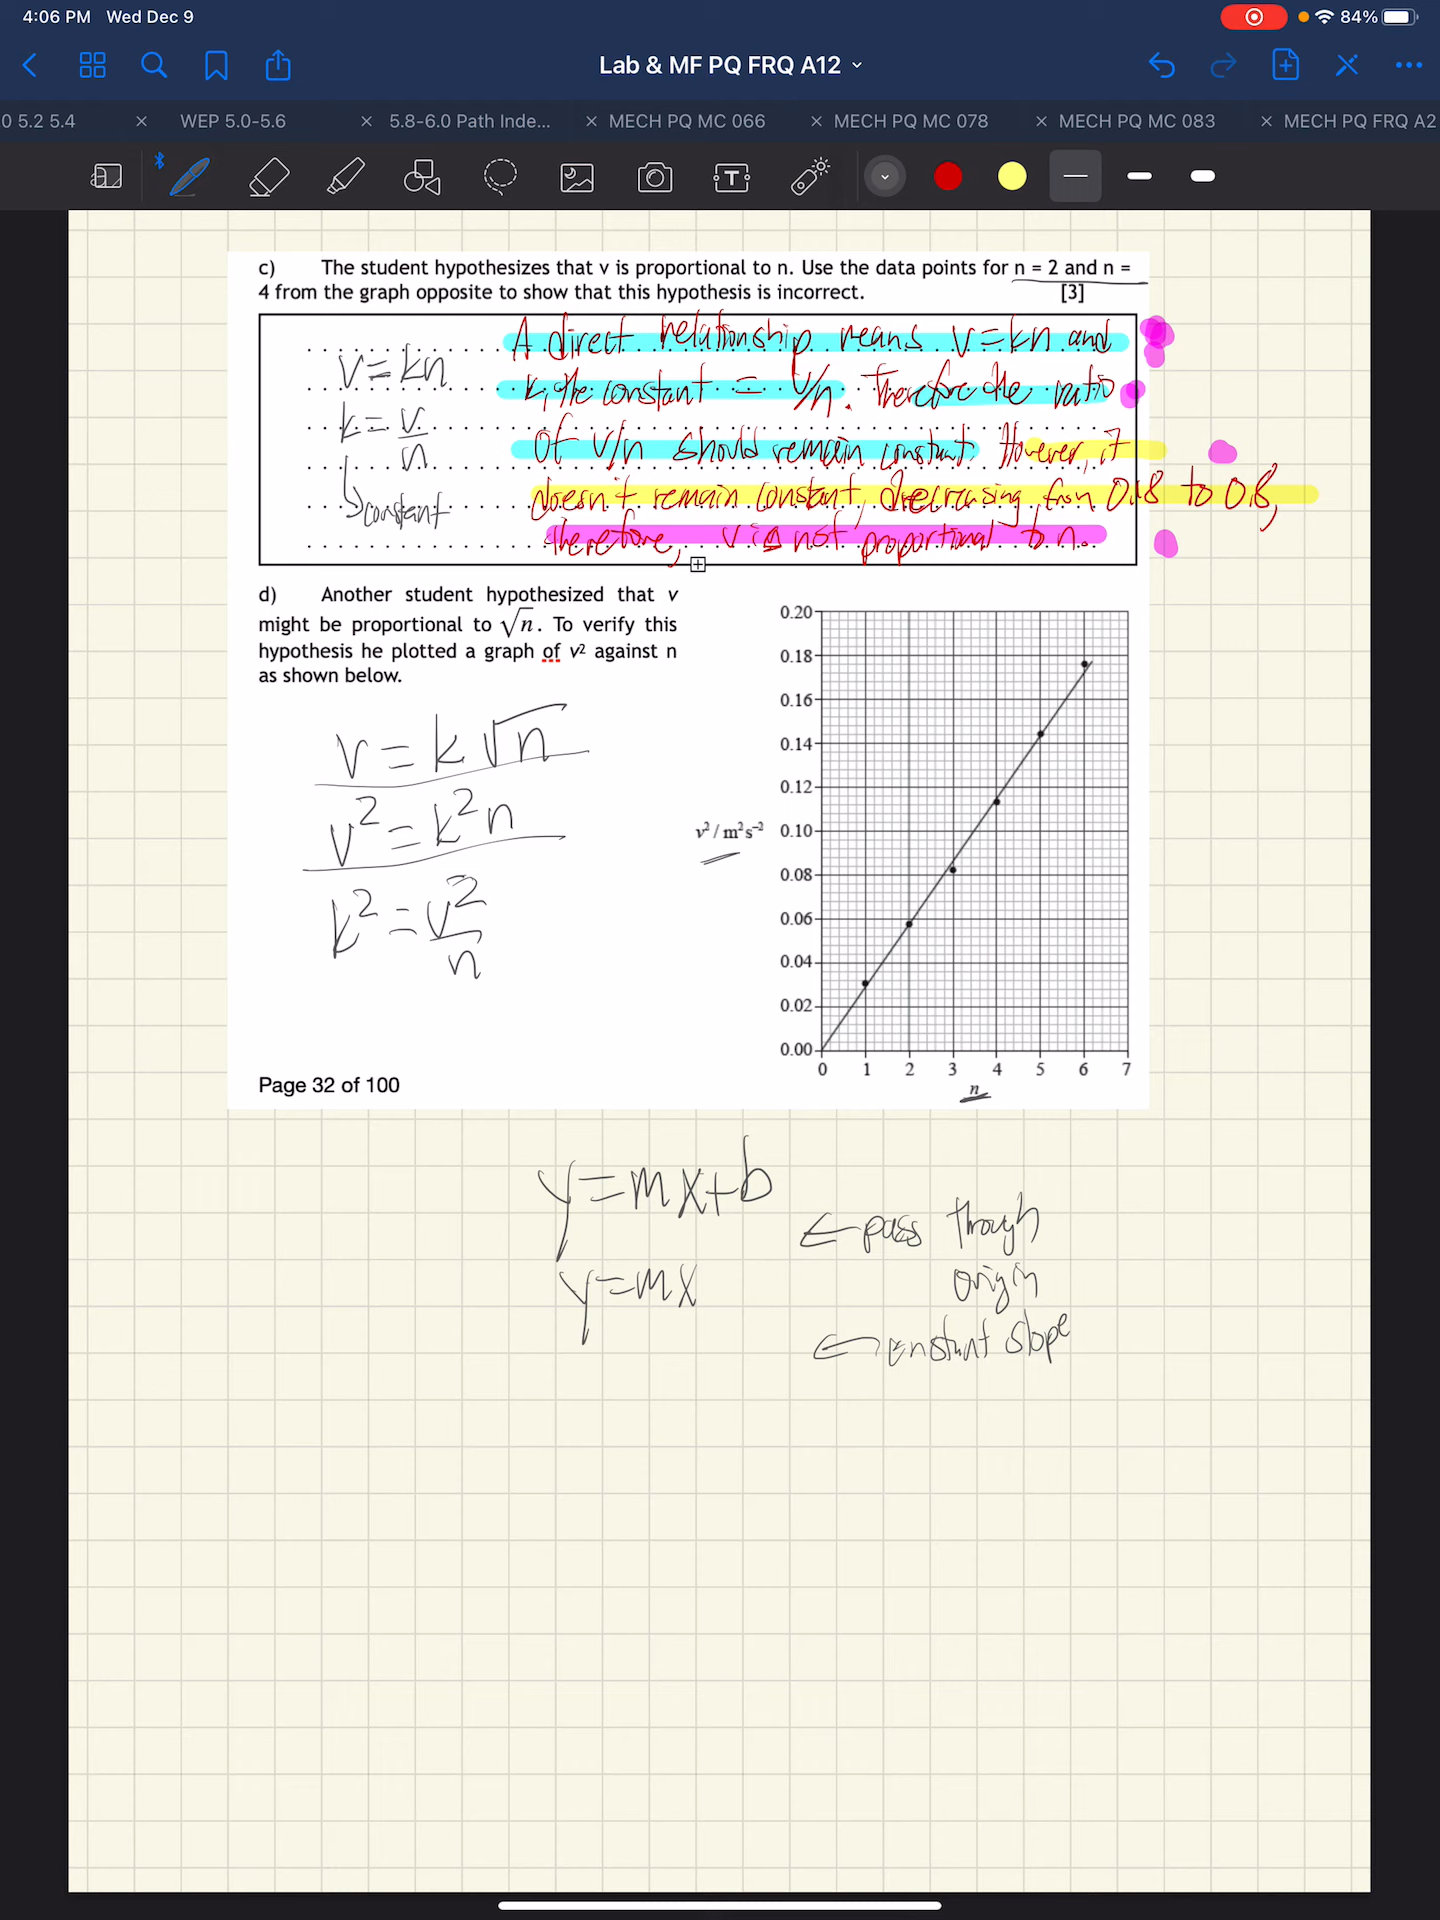 4:06 PM Wed Dec 9
84%
Lab & MF PQ FRQ A12
0 5.2 5.4
WEP 5.0-5.6
5.8-6.0 Path Inde...
MECH PQ MC 066
MECH PQ MC 078
MECH PQ MC 083
MECH PQ FRQ A2
c) The student hypothesizes that v is proportional to n. Use the data points for n = 2 and n =
4 from the graph opposite to show that this hypothesis is incorrect. [3]
v=kn
k=v/n
constant
A direct relationship means v=kn and
k, the constant = v/n. Therefore the ratio
of v/n should remain constant. However, it
doesn't remain constant, decreasing from to 0.8,
therefore, v is not proportional to n.
d) Another student hypothesized that v
might be proportional to √n. To verify this
hypothesis he plotted a graph of v² against n
as shown below.
v=k√n
v²=k²n
k²=v²/n
v²/m²s⁻²
0.20
0.18
0.16
0.14
0.12
0.10
0.08
0.06
0.04
0.02
0.00
0 1 2 3 4 5 6 7
n
Page 32 of 100
y=mx+b
y=mx
←pass through
origin
←constant slope